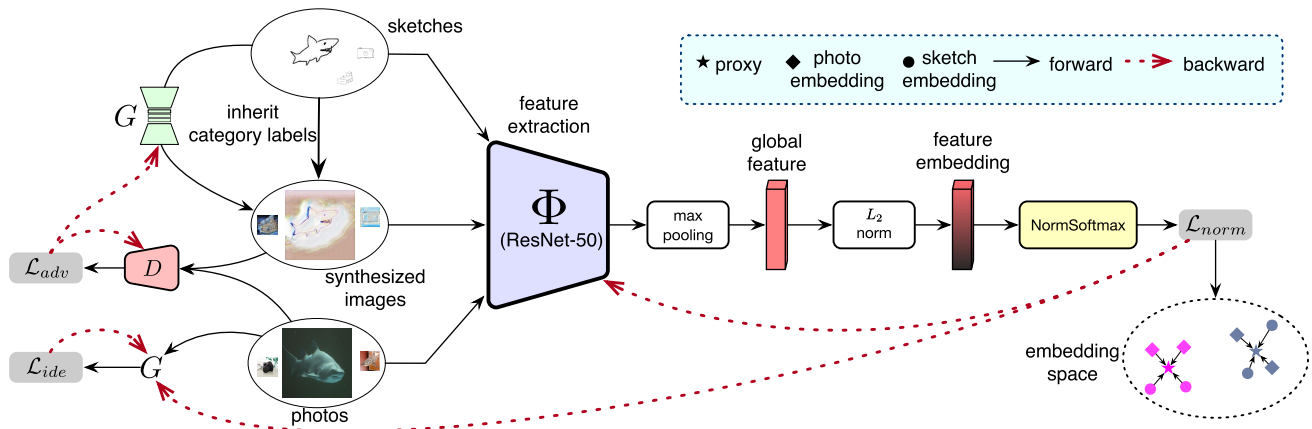 sketches
G
inherit
category labels
feature
extraction
proxy
photo
embedding
sketch
embedding
forward
backward
global
feature
feature
embedding
Φ
(ResNet-50)
max
pooling
L₂
norm
NormSoftmax
ℒnorm
synthesized
images
ℒadv
D
ℒide
G
photos
embedding
space